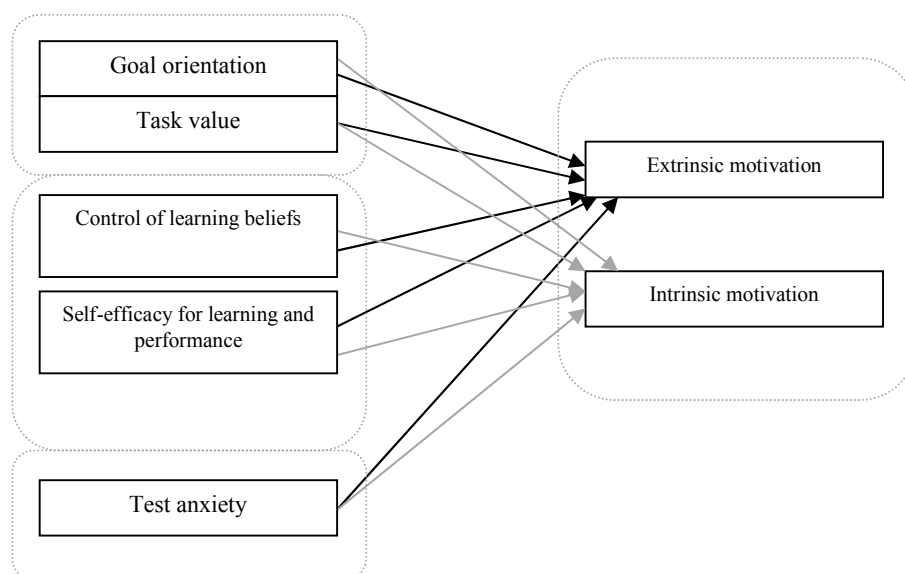 Goal orientation
Task value
Control of learning beliefs
Self-efficacy for learning and
performance
Test anxiety
Extrinsic motivation
Intrinsic motivation